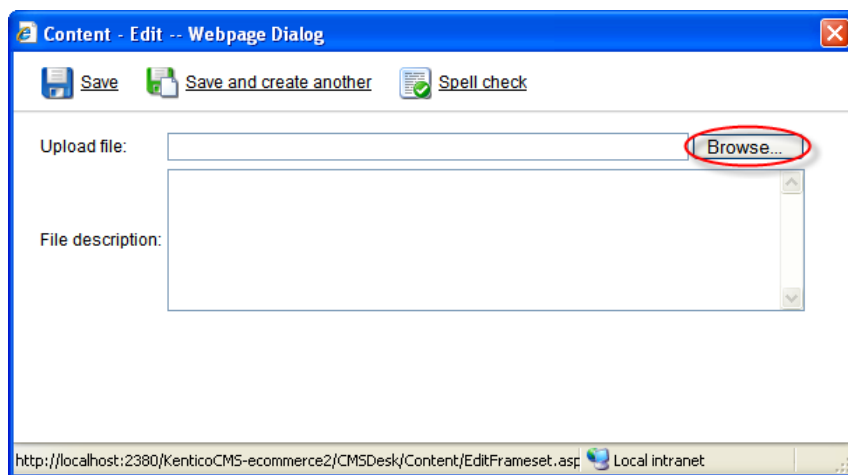 Content - Edit -- Webpage Dialog
Save Save and create another Spell check
Upload file: Browse...
File description:
http://localhost:2380/KenticoCMS-ecommerce2/CMSDesk/Content/EditFrameset.asp Local intranet